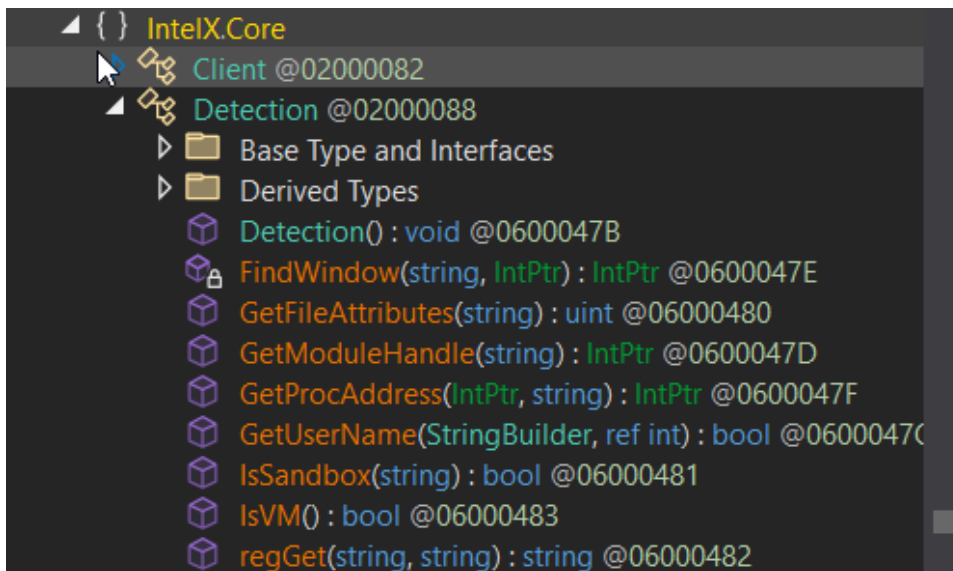 { } IntelX.Core
Client @02000082
Detection @02000088
Base Type and Interfaces
Derived Types
Detection() : void @0600047B
FindWindow(string, IntPtr) : IntPtr @0600047E
GetFileAttributes(string) : uint @06000480
GetModuleHandle(string) : IntPtr @0600047D
GetProcAddress(IntPtr, string) : IntPtr @0600047F
GetUserName(StringBuilder, ref int) : bool @0600047C
IsSandbox(string) : bool @06000481
IsVM() : bool @06000483
regGet(string, string) : string @06000482